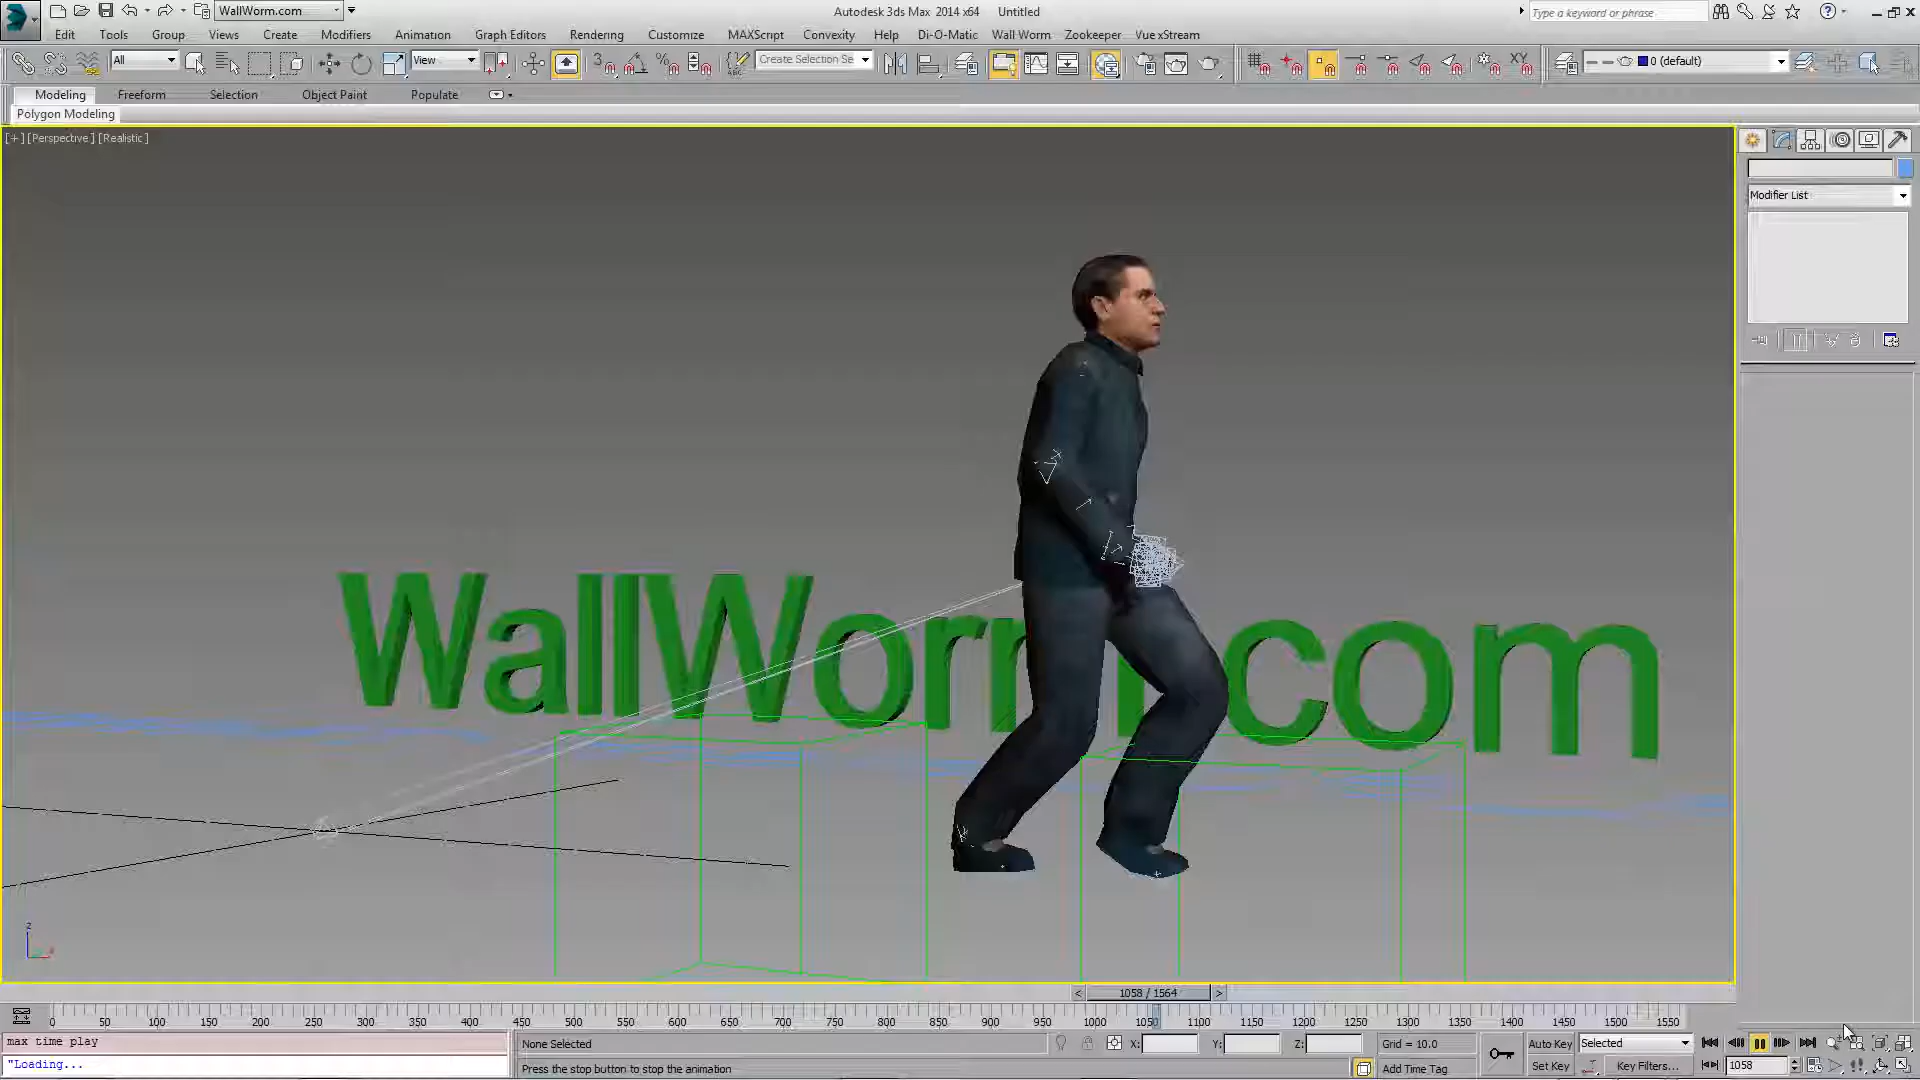 WallWorm.com
Autodesk 3ds Max 2014 x64 Untitled
Type a keyword or phrase
Edit Tools Group Views Create Modifiers Animation Graph Editors Rendering Customize MAXScript Convexity Help Di-O-Matic Wall Worm Zookeeper Vue xStream
All View Create Selection Se 0 (default)
Modeling Freeform Selection Object Paint Populate
Polygon Modeling
[+] [Perspective] [Realistic]
Modifier List
WallWorm.com
z
1058 / 1564
0 50 100 150 200 250 300 350 400 450 500 550 600 650 700 750 800 850 900 950 1000 1050 1100 1150 1200 1250 1300 1350 1400 1450 1500 1550
max time play
None Selected X: Y: Z: Grid = 10.0 Auto Key Selected
"Loading...
Press the stop button to stop the animation Add Time Tag Set Key Key Filters... 1058